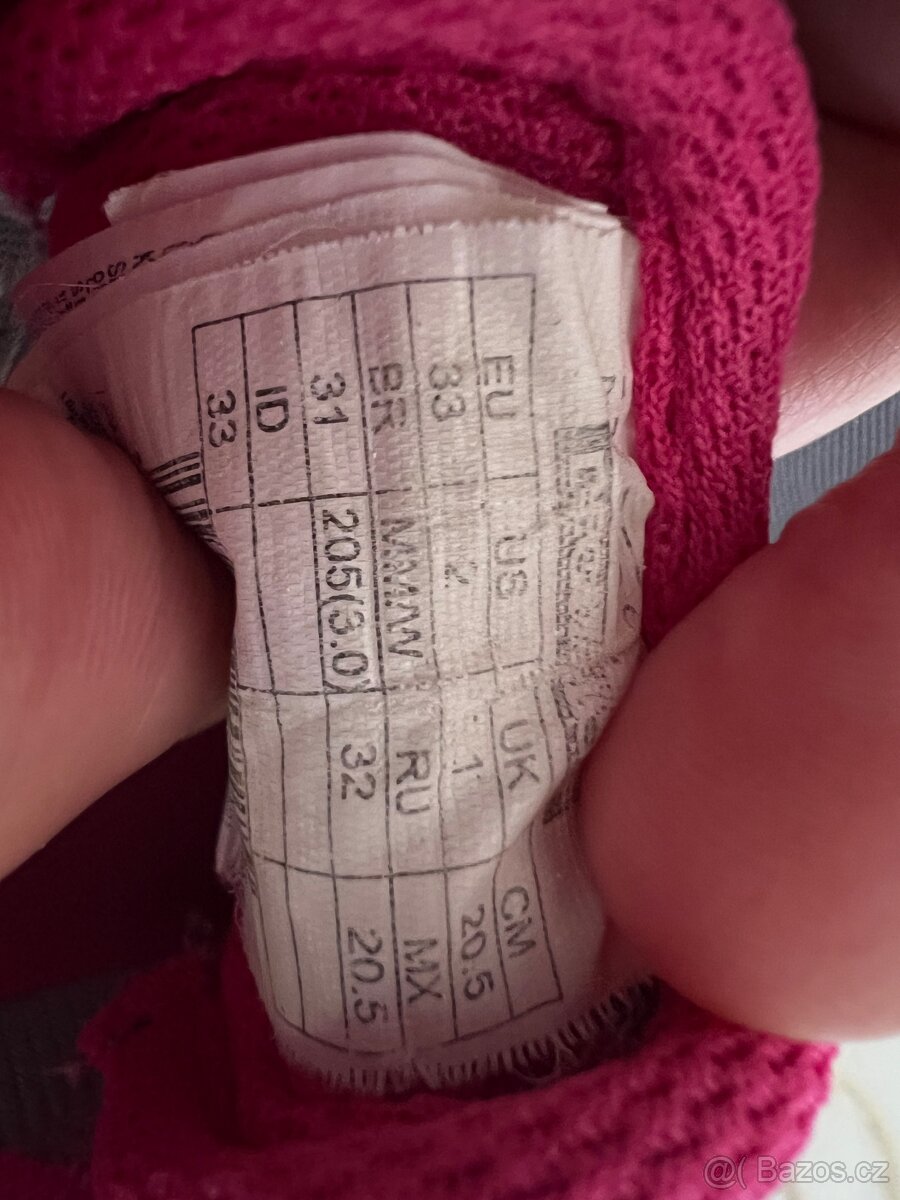 EU US UK CM
33 2 1 20.5
BR MWW RU MX
31 205(3.0) 32 20.5
ID
33
@( Bazos.cz